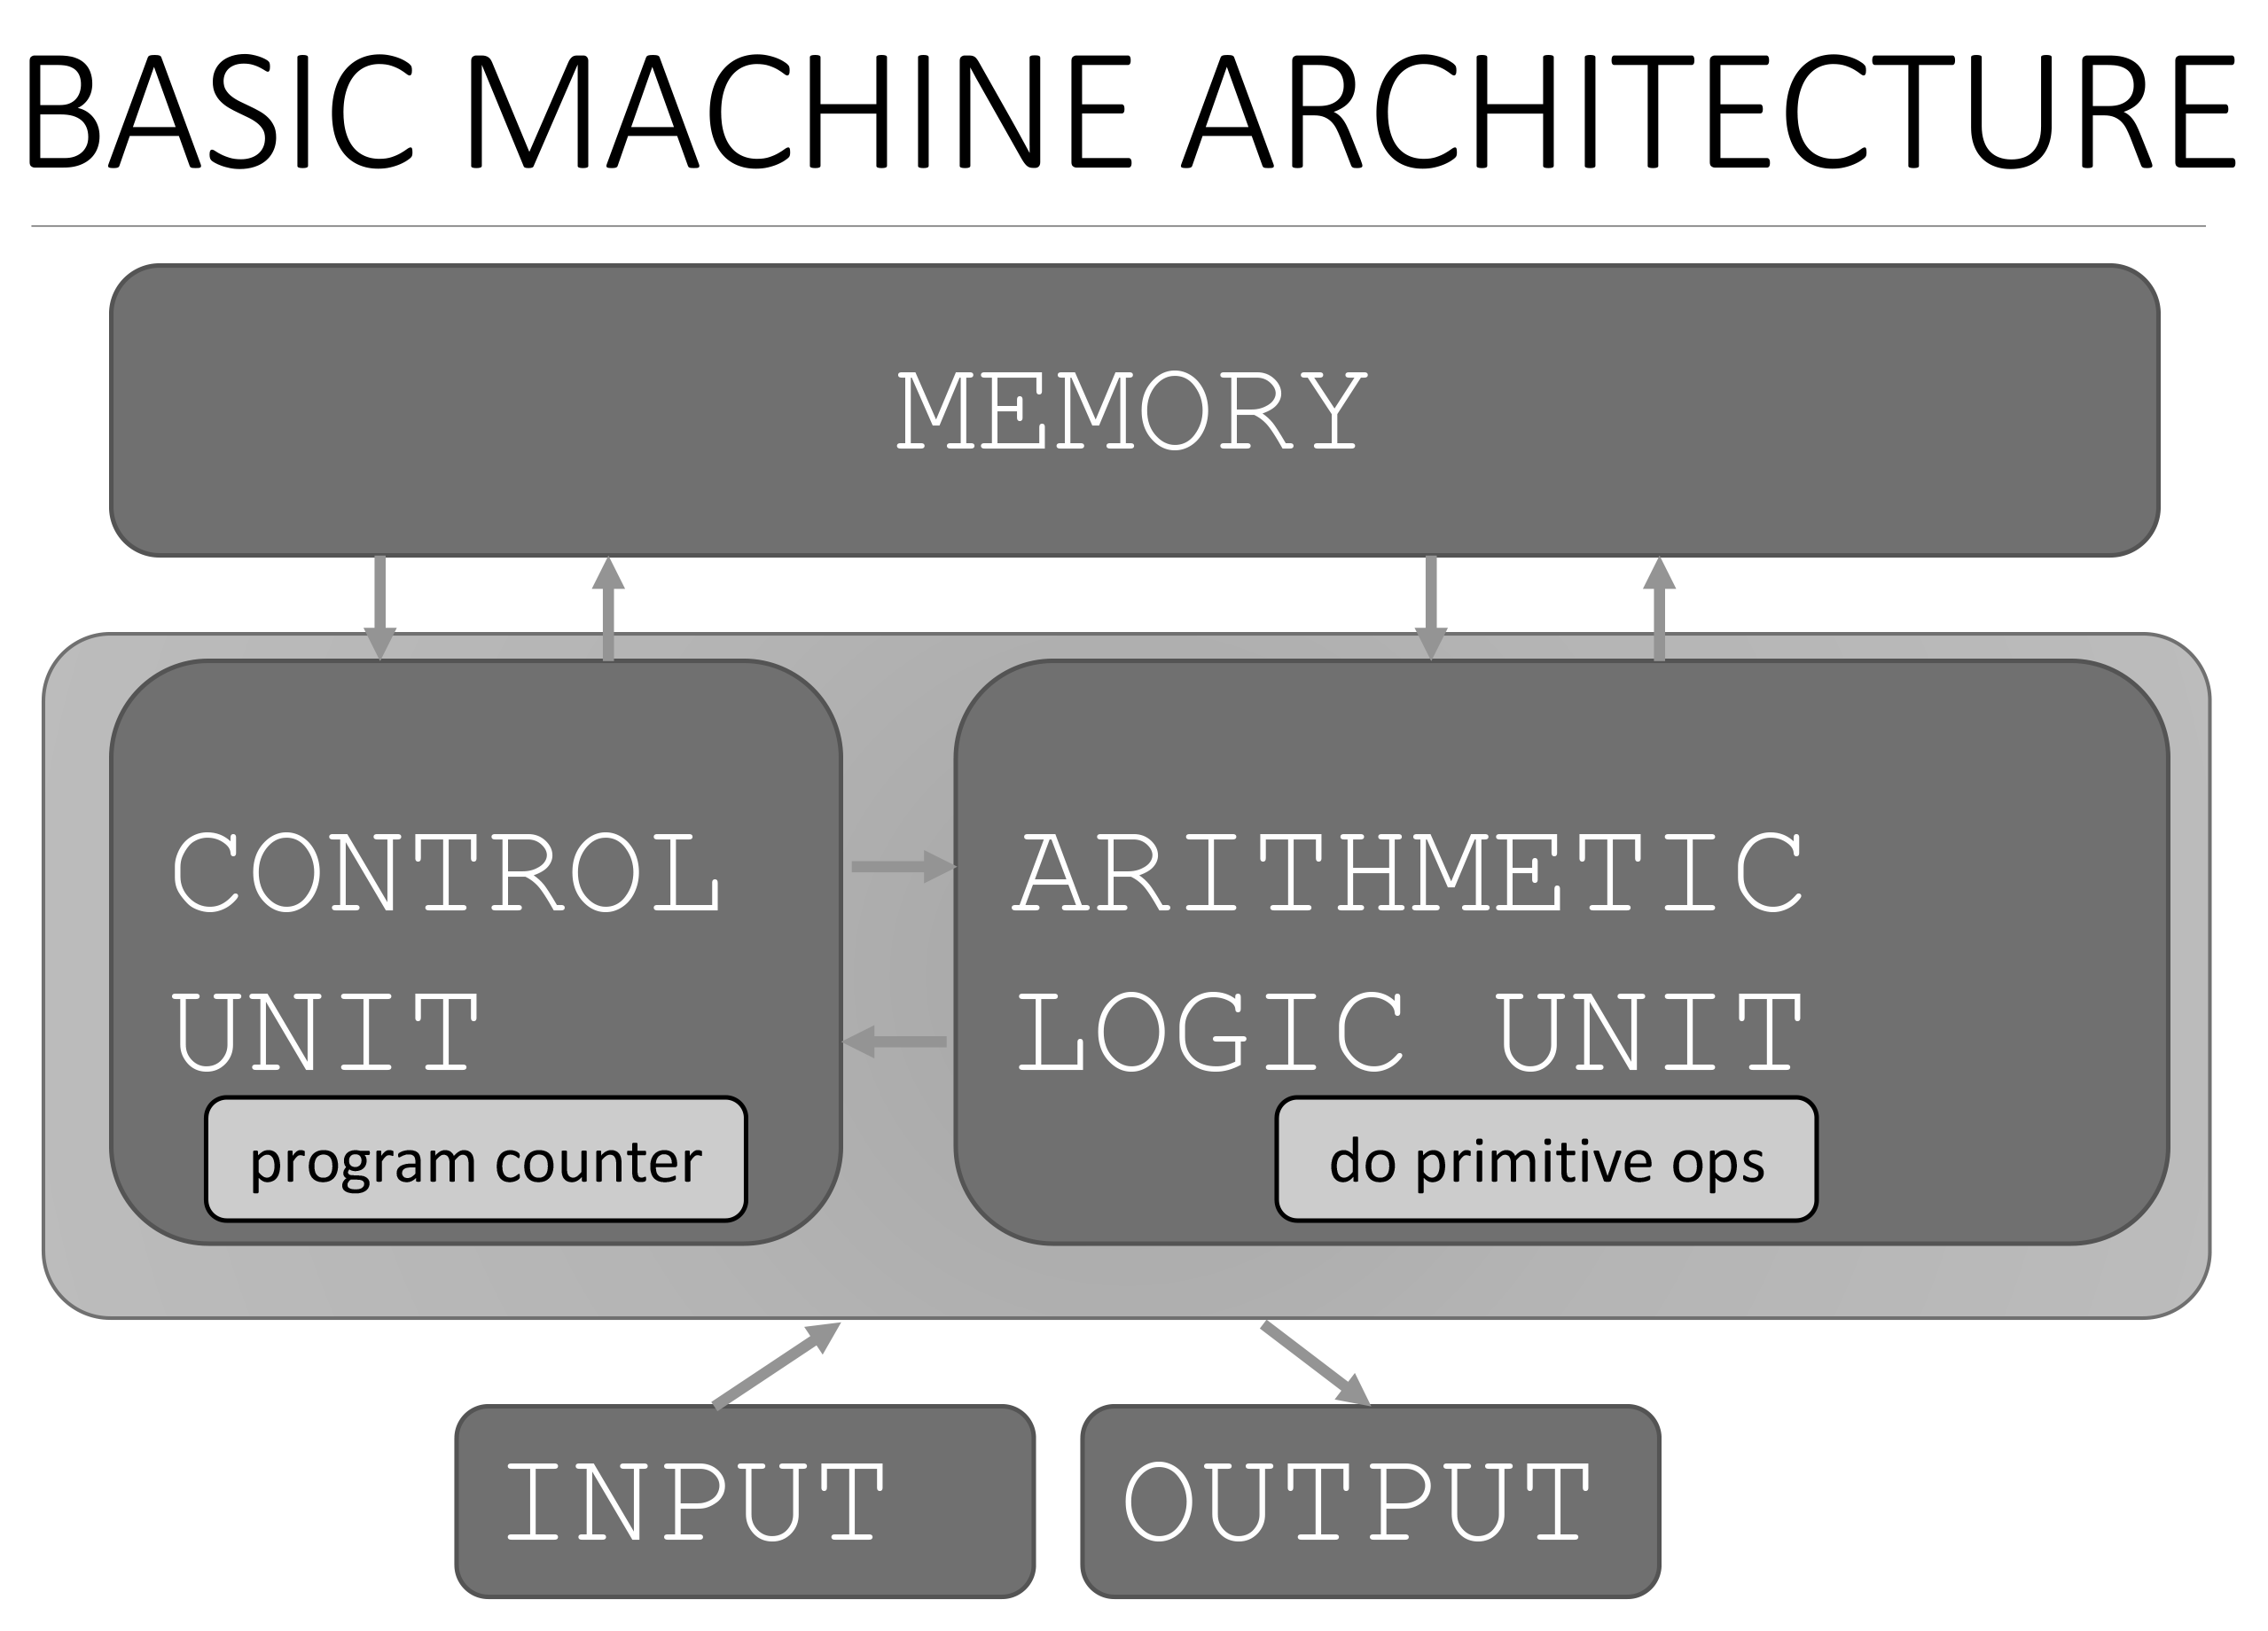 BASIC MACHINE ARCHITECTURE
MEMORY
CONTROL
UNIT
program counter
ARITHMETIC
LOGIC UNIT
do primitive ops
INPUT
OUTPUT